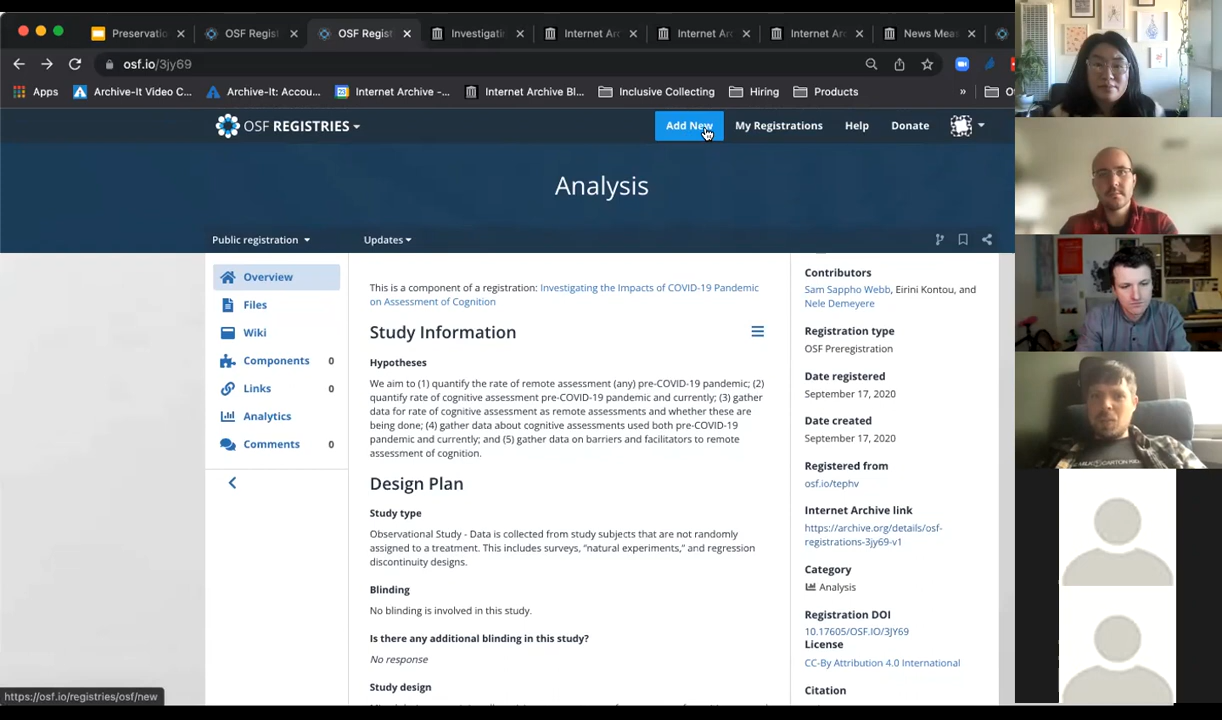 Preservatio
OSF Regist
OSF Regist
Investigati
Internet Ar
Internet Ar
Internet Ar
News Meas
osf.io/3jy69
Apps
Archive-It Video C...
Archive-It: Accou...
Internet Archive -...
Internet Archive Bl...
Inclusive Collecting
Hiring
Products
»
OSF REGISTRIES
Add New
My Registrations
Help
Donate
Analysis
Public registration
Updates
Overview
Files
Wiki
Components 0
Links 0
Analytics
Comments 0
This is a component of a registration: Investigating the Impacts of COVID-19 Pandemic
on Assessment of Cognition
Study Information
Hypotheses
We aim to (1) quantify the rate of remote assessment (any) pre-COVID-19 pandemic; (2)
quantify rate of cognitive assessment pre-COVID-19 pandemic and currently; (3) gather
data for rate of cognitive assessment as remote assessments and whether these are
being done; (4) gather data about cognitive assessments used both pre-COVID-19
pandemic and currently; and (5) gather data on barriers and facilitators to remote
assessment of cognition.
Design Plan
Study type
Observational Study - Data is collected from study subjects that are not randomly
assigned to a treatment. This includes surveys, “natural experiments,” and regression
discontinuity designs.
Blinding
No blinding is involved in this study.
Is there any additional blinding in this study?
No response
Study design
Contributors
Sam Sappho Webb, Eirini Kontou, and
Nele Demeyere
Registration type
OSF Preregistration
Date registered
September 17, 2020
Date created
September 17, 2020
Registered from
osf.io/tephv
Internet Archive link
https://archive.org/details/osf-
registrations-3jy69-v1
Category
Analysis
Registration DOI
10.17605/OSF.IO/3JY69
License
CC-By Attribution 4.0 International
Citation
https://osf.io/registries/osf/new